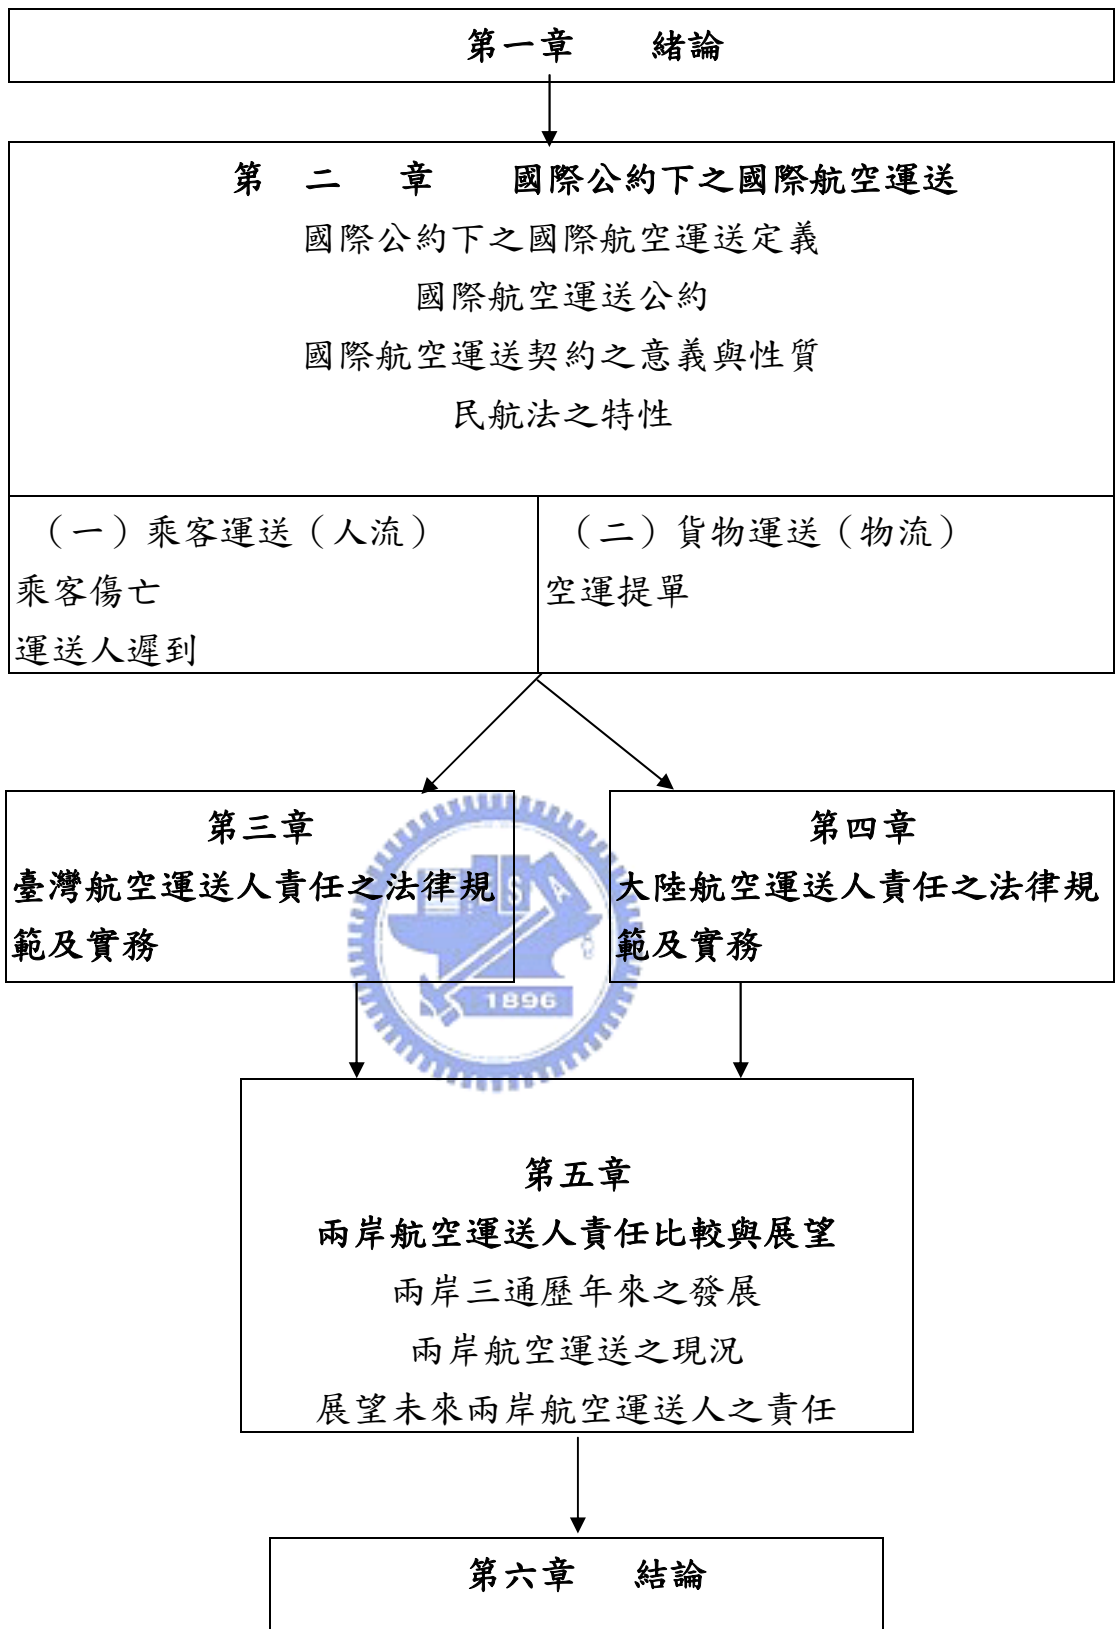 第一章 緒論
第 二 章 國際公約下之國際航空運送
國際公約下之國際航空運送定義
國際航空運送公約
國際航空運送契約之意義與性質
民航法之特性
（一）乘客運送（人流）
乘客傷亡
運送人遲到
（二）貨物運送（物流）
空運提單
第三章
臺灣航空運送人責任之法律規
範及實務
第四章
大陸航空運送人責任之法律規
範及實務
S
1896
第五章
兩岸航空運送人責任比較與展望
兩岸三通歷年來之發展
兩岸航空運送之現況
展望未來兩岸航空運送人之責任
第六章 結論